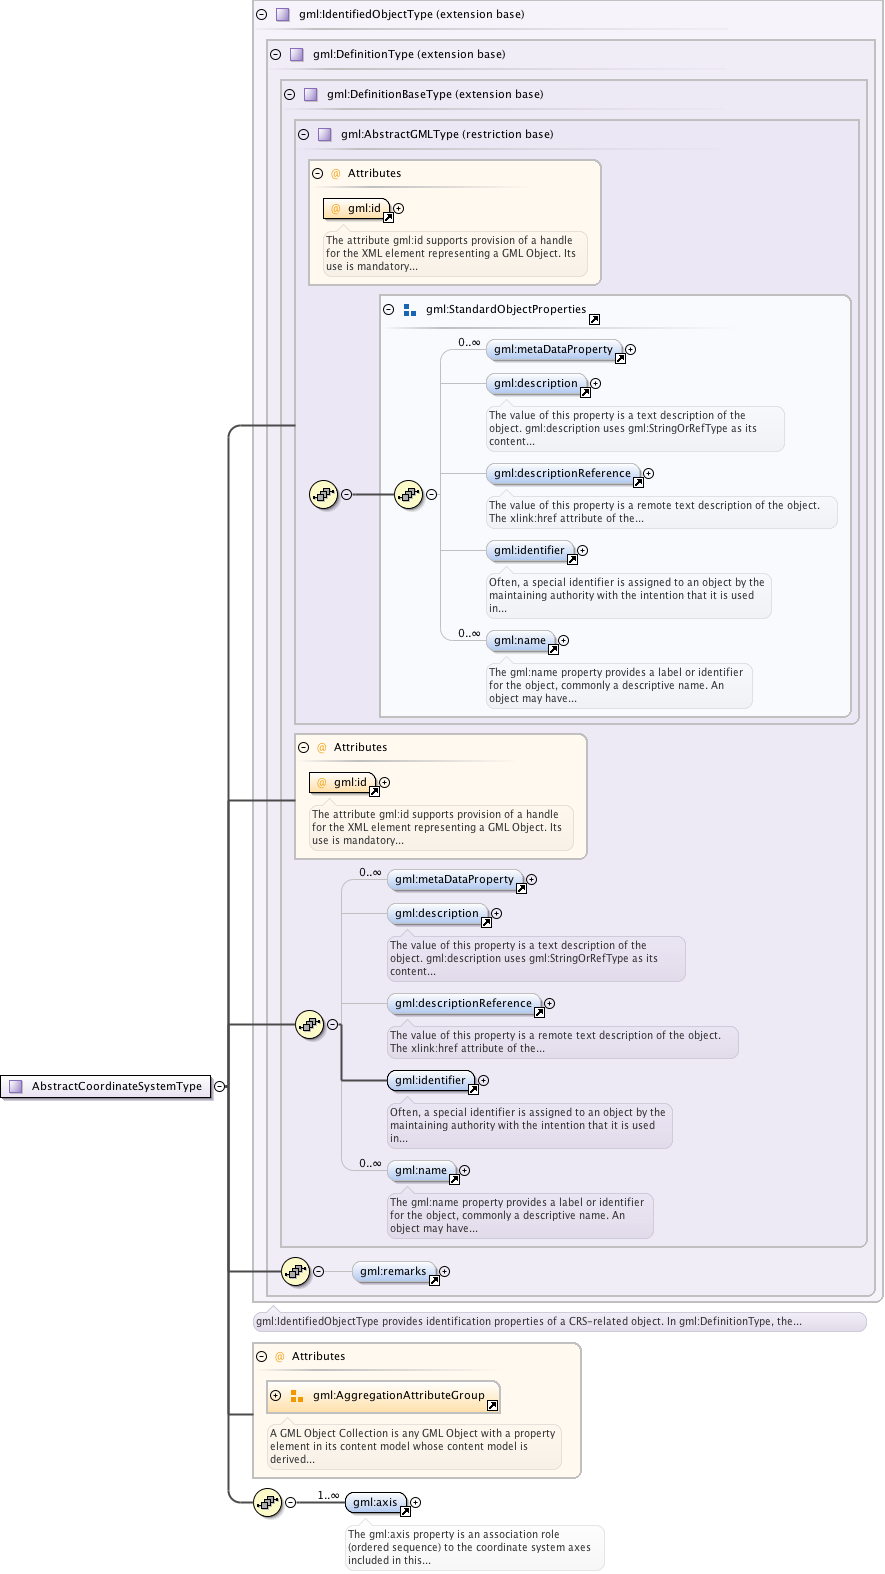 gml:IdentifiedObjectType (extension base)
gml:DefinitionType (extension base)
gml:DefinitionBaseType (extension base)
gml:AbstractGMLType (restriction base)
@ Attributes
@ gml:id
The attribute gml:id supports provision of a handle
for the XML element representing a GML Object. Its
use is mandatory...
gml:StandardObjectProperties
0..∞
gml:metaDataProperty
gml:description
The value of this property is a text description of the
object. gml:description uses gml:StringOrRefType as its
content...
gml:descriptionReference
The value of this property is a remote text description of the object.
The xlink:href attribute of the...
gml:identifier
Often, a special identifier is assigned to an object by the
maintaining authority with the intention that it is used
in...
0..∞
gml:name
The gml:name property provides a label or identifier
for the object, commonly a descriptive name. An
object may have...
@ Attributes
@ gml:id
The attribute gml:id supports provision of a handle
for the XML element representing a GML Object. Its
use is mandatory...
0..∞
gml:metaDataProperty
gml:description
The value of this property is a text description of the
object. gml:description uses gml:StringOrRefType as its
content...
gml:descriptionReference
The value of this property is a remote text description of the object.
The xlink:href attribute of the...
gml:identifier
AbstractCoordinateSystemType
Often, a special identifier is assigned to an object by the
maintaining authority with the intention that it is used
in...
0..∞
gml:name
The gml:name property provides a label or identifier
for the object, commonly a descriptive name. An
object may have...
gml:remarks
gml:IdentifiedObjectType provides identification properties of a CRS-related object. In gml:DefinitionType, the...
@ Attributes
gml:AggregationAttributeGroup
A GML Object Collection is any GML Object with a property
element in its content model whose content model is
derived...
1..∞
gml:axis
The gml:axis property is an association role
(ordered sequence) to the coordinate system axes
included in this...